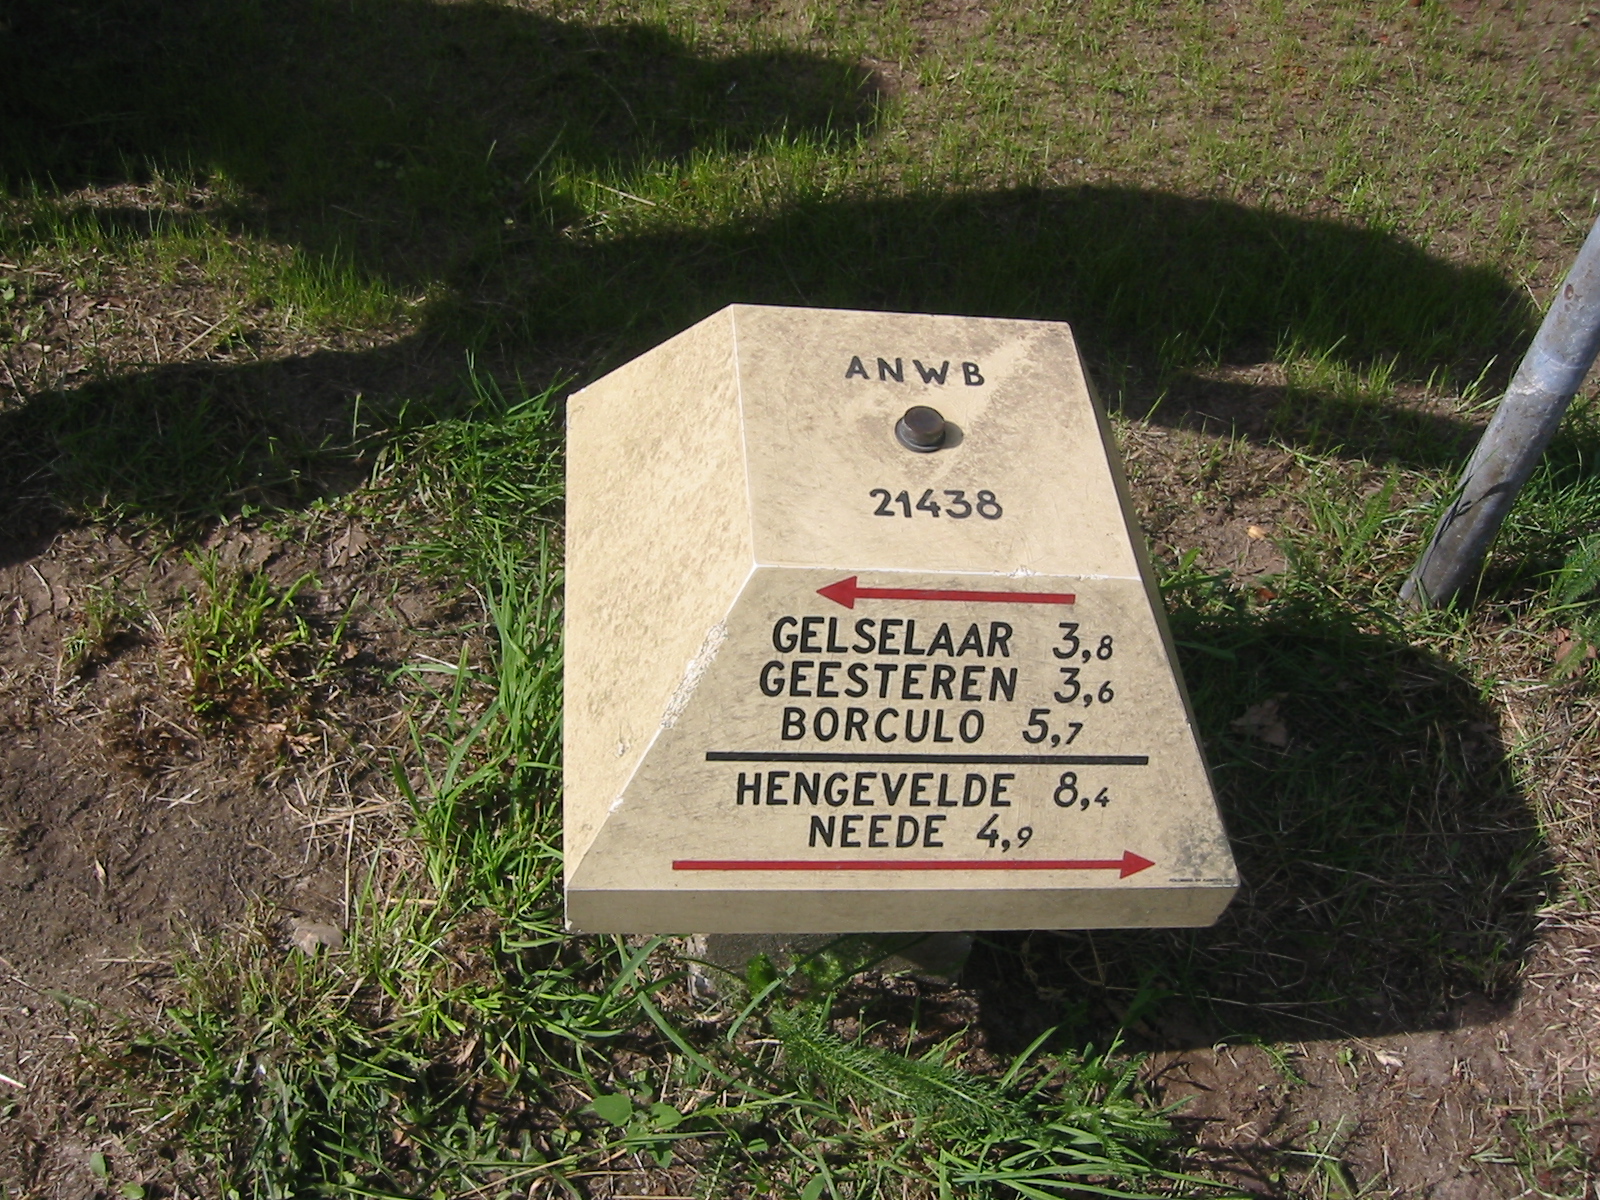 ANWB
21438
GELSELAAR 3,8
GEESTEREN 3,6
BORCULO 5,7
HENGEVELDE 8,4
NEEDE 4,9